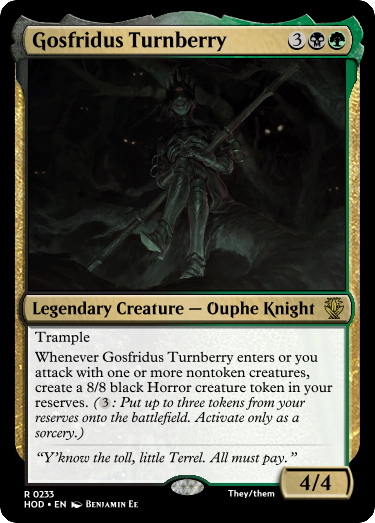 Gosfridus Turnberry 3
Legendary Creature — Ouphe Knight
Trample
Whenever Gosfridus Turnberry enters or you
attack with one or more nontoken creatures,
create a 8/8 black Horror creature token in your
reserves. (3: Put up to three tokens from your
reserves onto the battlefield. Activate only as a
sorcery.)
“Y’know the toll, little Terrel. All must pay.”
4/4
R 0233
HOD • EN Benjamin Ee
They/them